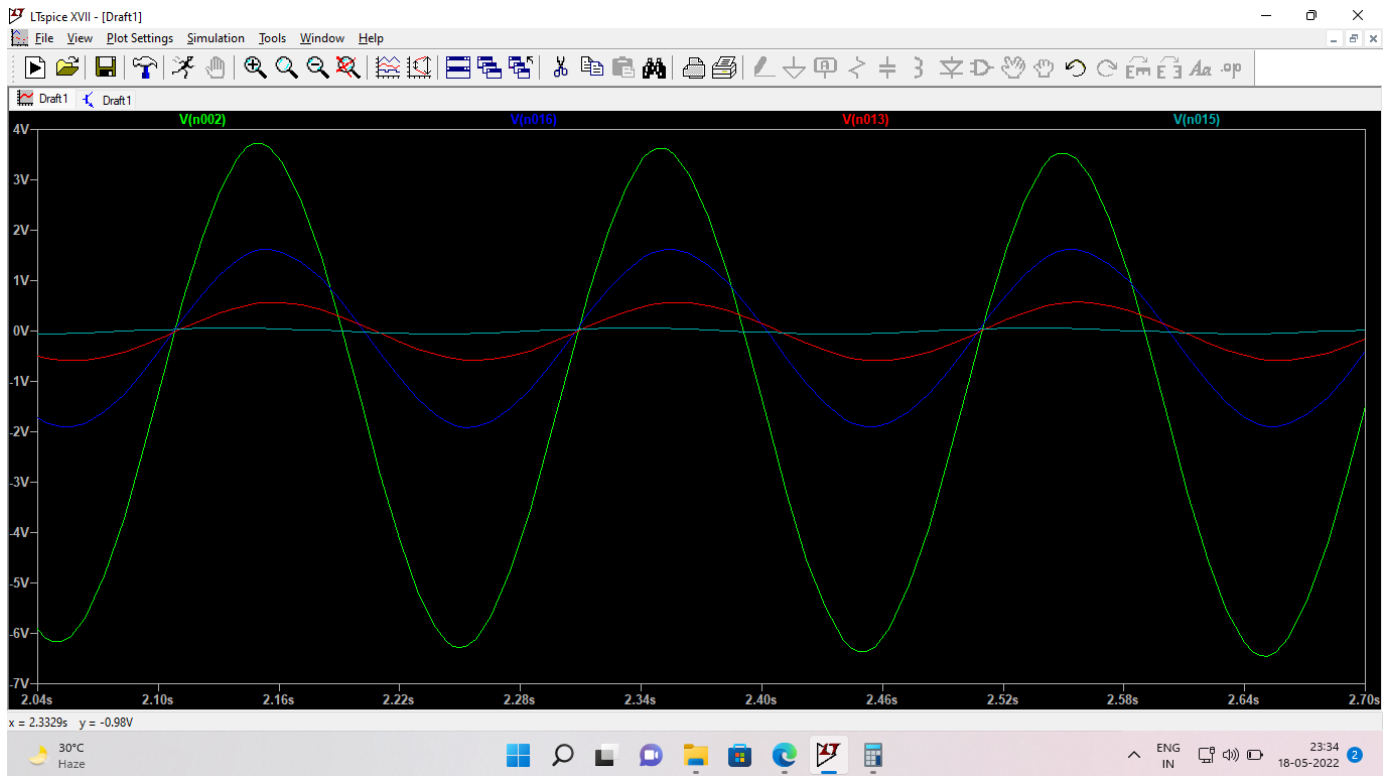 LTspice XVII - [Draft1]
File View Plot Settings Simulation Tools Window Help
Draft1 Draft1
V(n002) V(n016) V(n013) V(n015)
4V
3V
2V
1V
0V
-1V
-2V
-3V
-4V
-5V
-6V
-7V
2.04s 2.10s 2.16s 2.22s 2.28s 2.34s 2.40s 2.46s 2.52s 2.58s 2.64s 2.70s
x = 2.3329s y = -0.98V
30°C
Haze
ENG
IN
23:34
18-05-2022
2